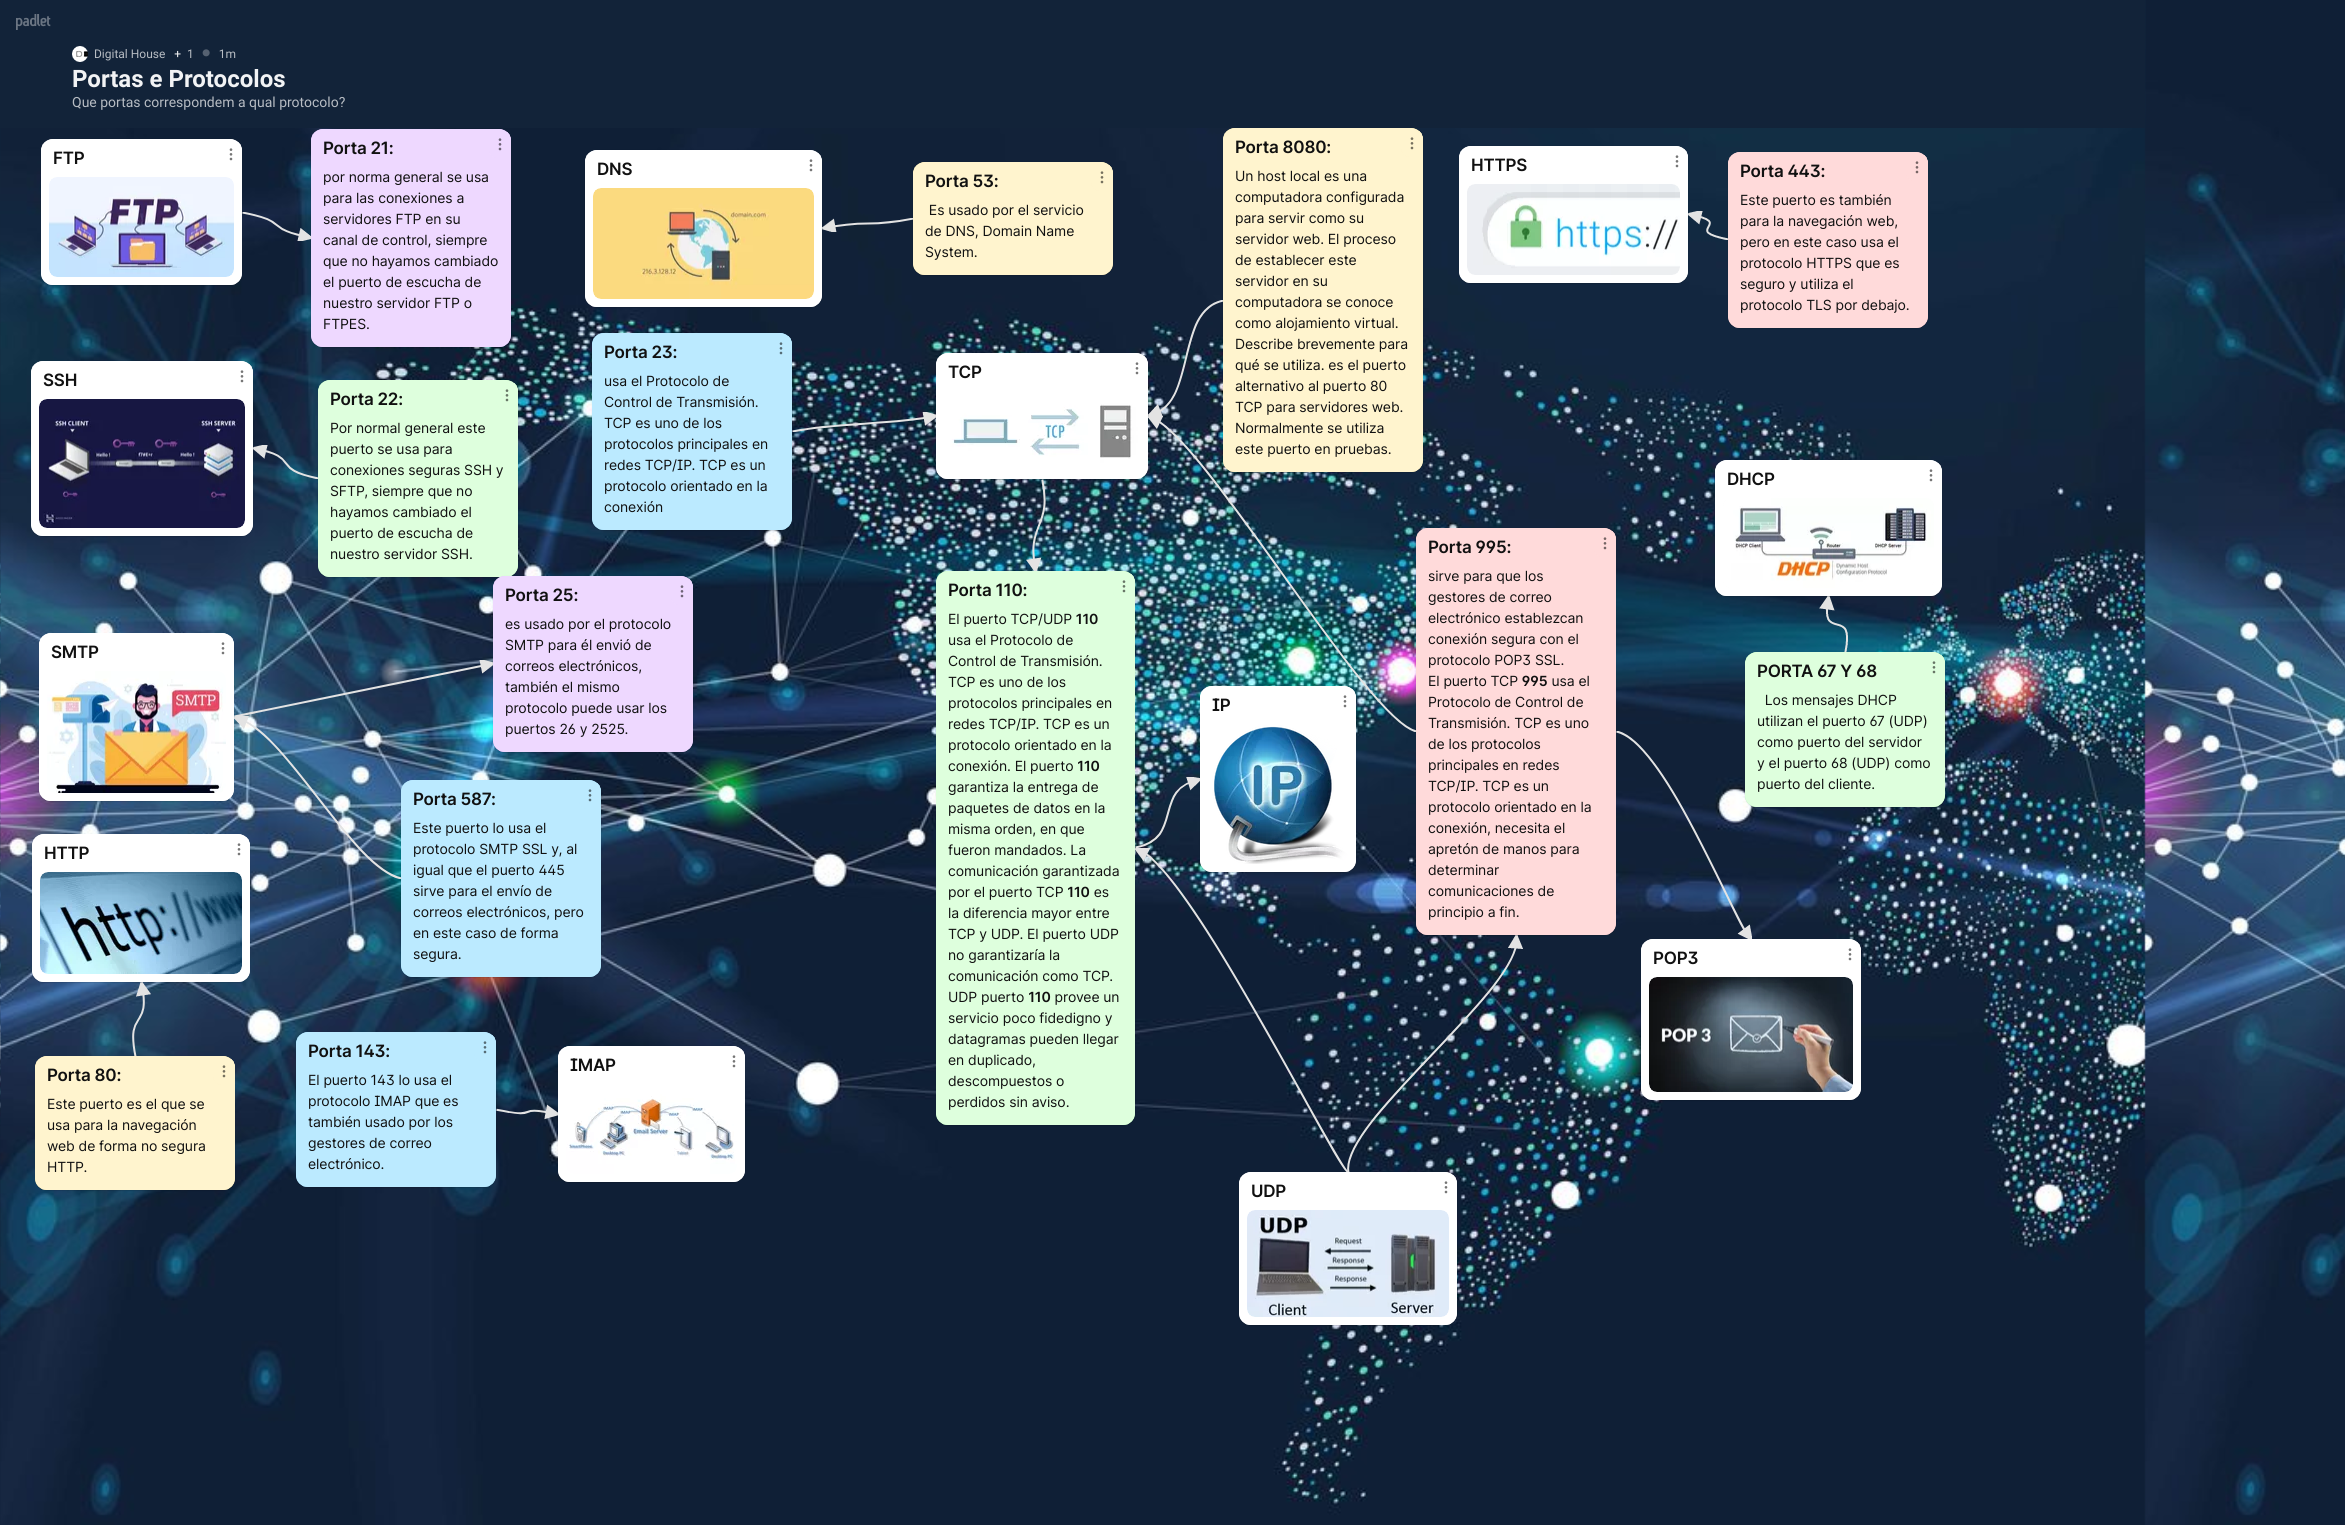 padlet
Digital House + 1 1m
Portas e Protocolos
Que portas correspondem a qual protocolo?
FTP
FTP
Porta 21:
por norma general se usa
para las conexiones a
servidores FTP en su
canal de control, siempre
que no hayamos cambiado
el puerto de escucha de
nuestro servidor FTP o
FTPES.
DNS
domain.com
216.3.128.12
Porta 53:
Es usado por el servicio
de DNS, Domain Name
System.
Porta 8080:
Un host local es una
computadora configurada
para servir como su
servidor web. El proceso
de establecer este
servidor en su
computadora se conoce
como alojamiento virtual.
Describe brevemente para
qué se utiliza. es el puerto
alternativo al puerto 80
TCP para servidores web.
Normalmente se utiliza
este puerto en pruebas.
HTTPS
https://
Porta 443:
Este puerto es también
para la navegación web,
pero en este caso usa el
protocolo HTTPS que es
seguro y utiliza el
protocolo TLS por debajo.
SSH
SSH CLIENT
SSH SERVER
Hello !
Hello !
Porta 22:
Por normal general este
puerto se usa para
conexiones seguras SSH y
SFTP, siempre que no
hayamos cambiado el
puerto de escucha de
nuestro servidor SSH.
Porta 23:
usa el Protocolo de
Control de Transmisión.
TCP es uno de los
protocolos principales en
redes TCP/IP. TCP es un
protocolo orientado en la
conexión
TCP
TCP
DHCP
DHCP Client
Router
DHCP Server
DHCP
Dynamic Host
Configuration Protocol
Porta 995:
sirve para que los
gestores de correo
electrónico establezcan
conexión segura con el
protocolo POP3 SSL.
El puerto TCP 995 usa el
Protocolo de Control de
Transmisión. TCP es uno
de los protocolos
principales en redes
TCP/IP. TCP es un
protocolo orientado en la
conexión, necesita el
apretón de manos para
determinar
comunicaciones de
principio a fin.
Porta 25:
es usado por el protocolo
SMTP para él envió de
correos electrónicos,
también el mismo
protocolo puede usar los
puertos 26 y 2525.
Porta 110:
El puerto TCP/UDP 110
usa el Protocolo de
Control de Transmisión.
TCP es uno de los
protocolos principales en
redes TCP/IP. TCP es un
protocolo orientado en la
conexión. El puerto 110
garantiza la entrega de
paquetes de datos en la
misma orden, en que
fueron mandados. La
comunicación garantizada
por el puerto TCP 110 es
la diferencia mayor entre
TCP y UDP. El puerto UDP
no garantizaría la
comunicación como TCP.
UDP puerto 110 provee un
servicio poco fidedigno y
datagramas pueden llegar
en duplicado,
descompuestos o
perdidos sin aviso.
SMTP
SMTP
IP
IP
PORTA 67 Y 68
Los mensajes DHCP
utilizan el puerto 67 (UDP)
como puerto del servidor
y el puerto 68 (UDP) como
puerto del cliente.
Porta 587:
Este puerto lo usa el
protocolo SMTP SSL y, al
igual que el puerto 445
sirve para el envío de
correos electrónicos, pero
en este caso de forma
segura.
HTTP
http://www
POP3
POP 3
Porta 80:
Este puerto es el que se
usa para la navegación
web de forma no segura
HTTP.
Porta 143:
El puerto 143 lo usa el
protocolo IMAP que es
también usado por los
gestores de correo
electrónico.
IMAP
IMAP
IMAP
IMAP
IMAP
Email Server
Smartphone
Desktop PC
Tablet
Desktop PC
UDP
UDP
Request
Response
Response
Client
Server